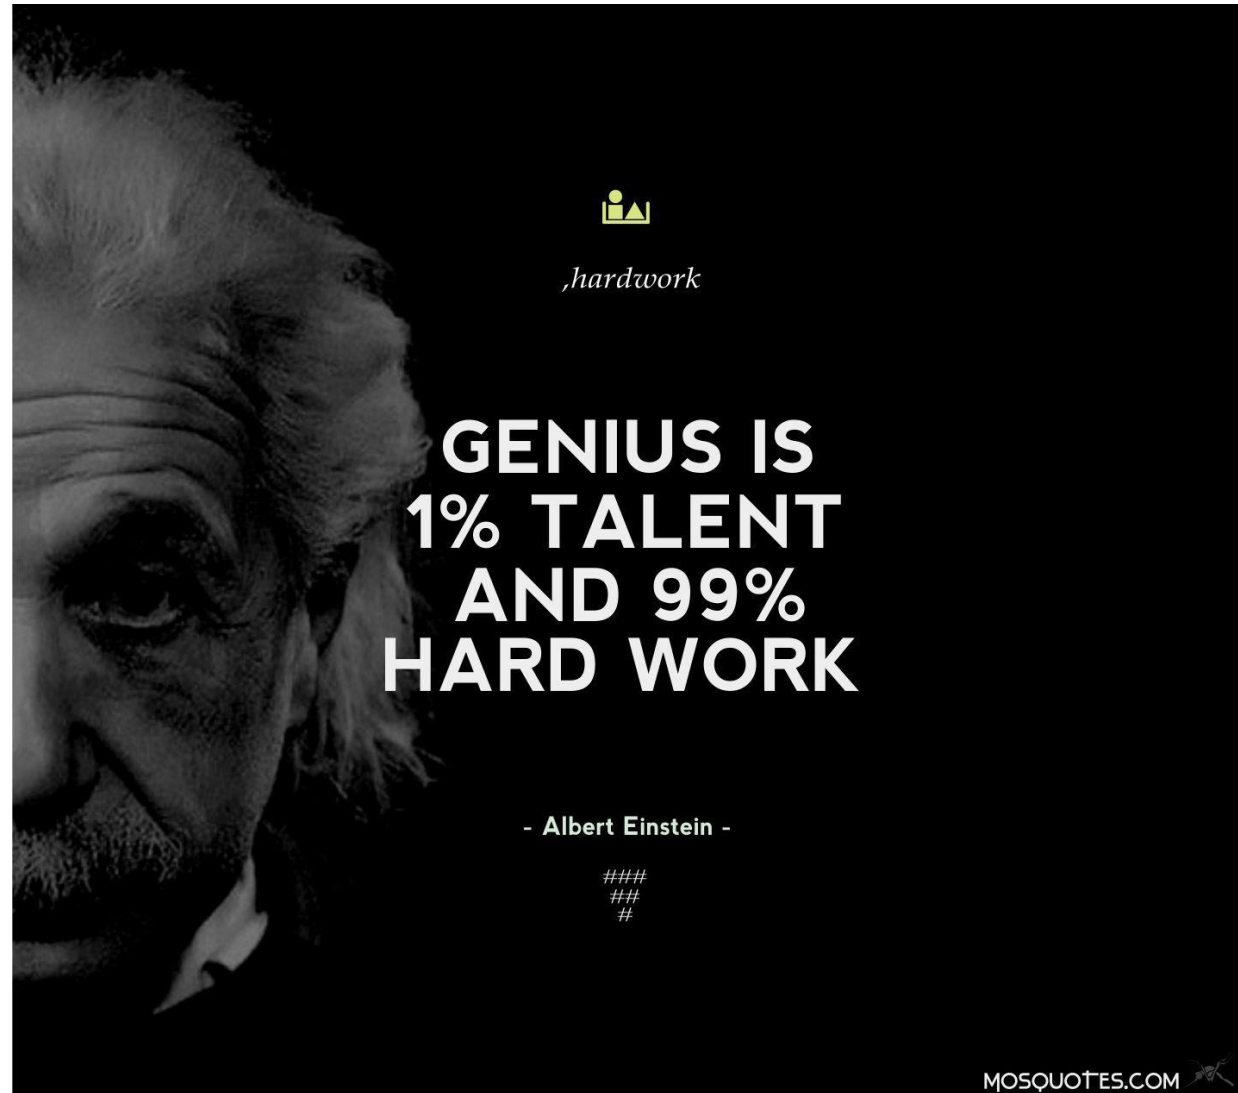 ,hardwork
GENIUS IS
1% TALENT
AND 99%
HARD WORK
- Albert Einstein -
###
##
#
MOSQUOTES.COM